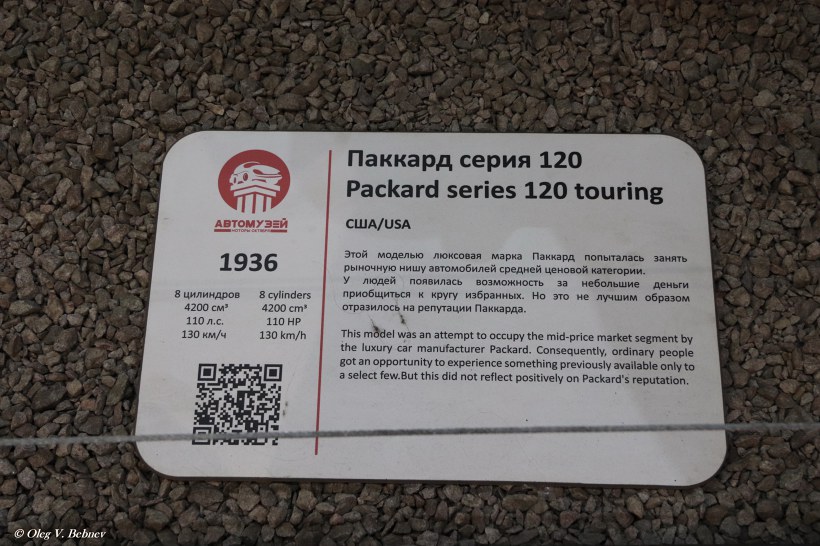 Паккард серия 120
Packard series 120 touring
США/USA
АВТОМУЗЕЙ
МОТОРЫ ОКТЯБРЯ
1936
8 цилиндров 8 cylinders
4200 см³ 4200 cm³
110 л.с. 110 HP
130 км/ч 130 km/h
Этой моделью люксовая марка Паккард попыталась занять
рыночную нишу автомобилей средней ценовой категории.
У людей появилась возможность за небольшие деньги
приобщиться к кругу избранных. Но это не лучшим образом
отразилось на репутации Паккарда.
This model was an attempt to occupy the mid-price market segment by
the luxury car manufacturer Packard. Consequently, ordinary people
got an opportunity to experience something previously available only to
a select few.But this did not reflect positively on Packard's reputation.
© Oleg V. Bebnev